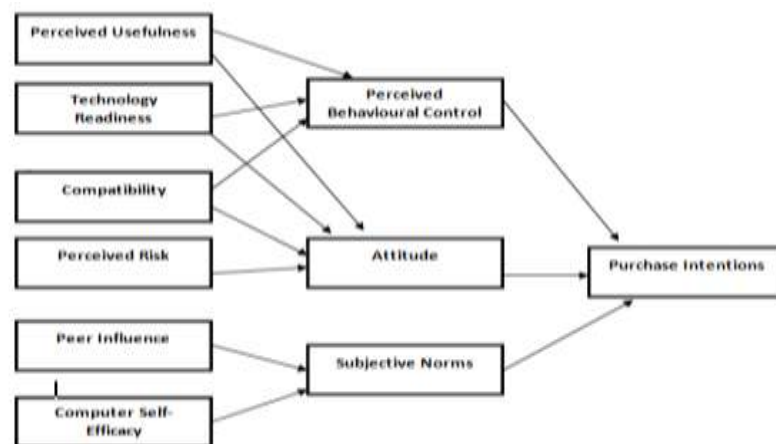 Perceived Usefulness
Technology
Readiness
Compatibility
Perceived Risk
Peer Influence
Computer Self-
Efficacy
Perceived
Behavioural Control
Attitude
Subjective Norms
Purchase Intentions